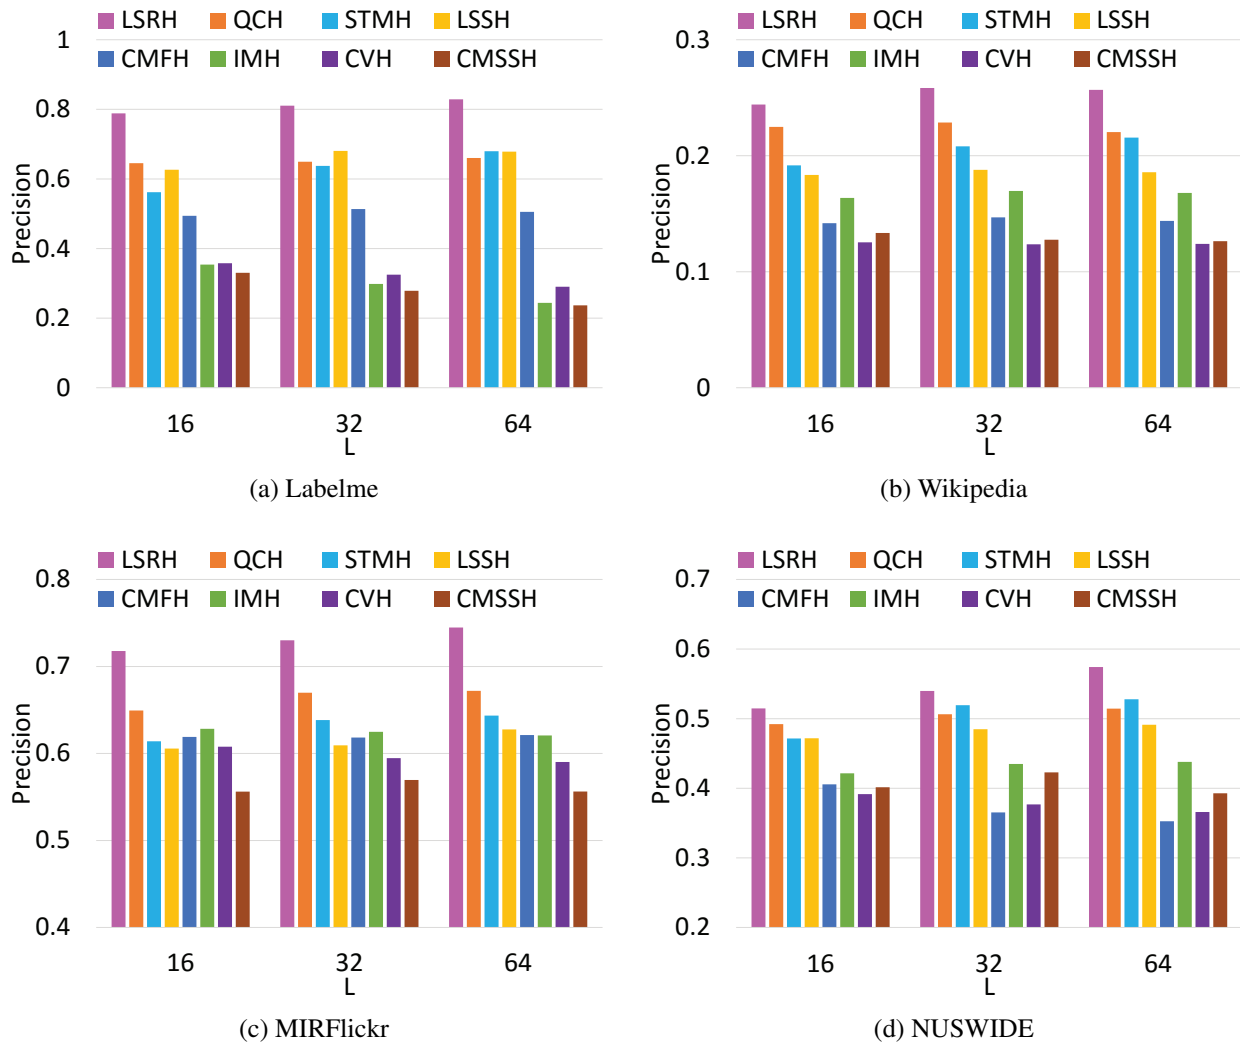 LSRH QCH STMH LSSH
CMFH IMH CVH CMSSH
1
0.8
0.6
0.4
0.2
0
Precision
16 32 64
L
(a) Labelme
LSRH QCH STMH LSSH
CMFH IMH CVH CMSSH
0.3
0.2
0.1
0
Precision
16 32 64
L
(b) Wikipedia
LSRH QCH STMH LSSH
CMFH IMH CVH CMSSH
0.8
0.7
0.6
0.5
0.4
Precision
16 32 64
L
(c) MIRFlickr
LSRH QCH STMH LSSH
CMFH IMH CVH CMSSH
0.7
0.6
0.5
0.4
0.3
0.2
Precision
16 32 64
L
(d) NUSWIDE